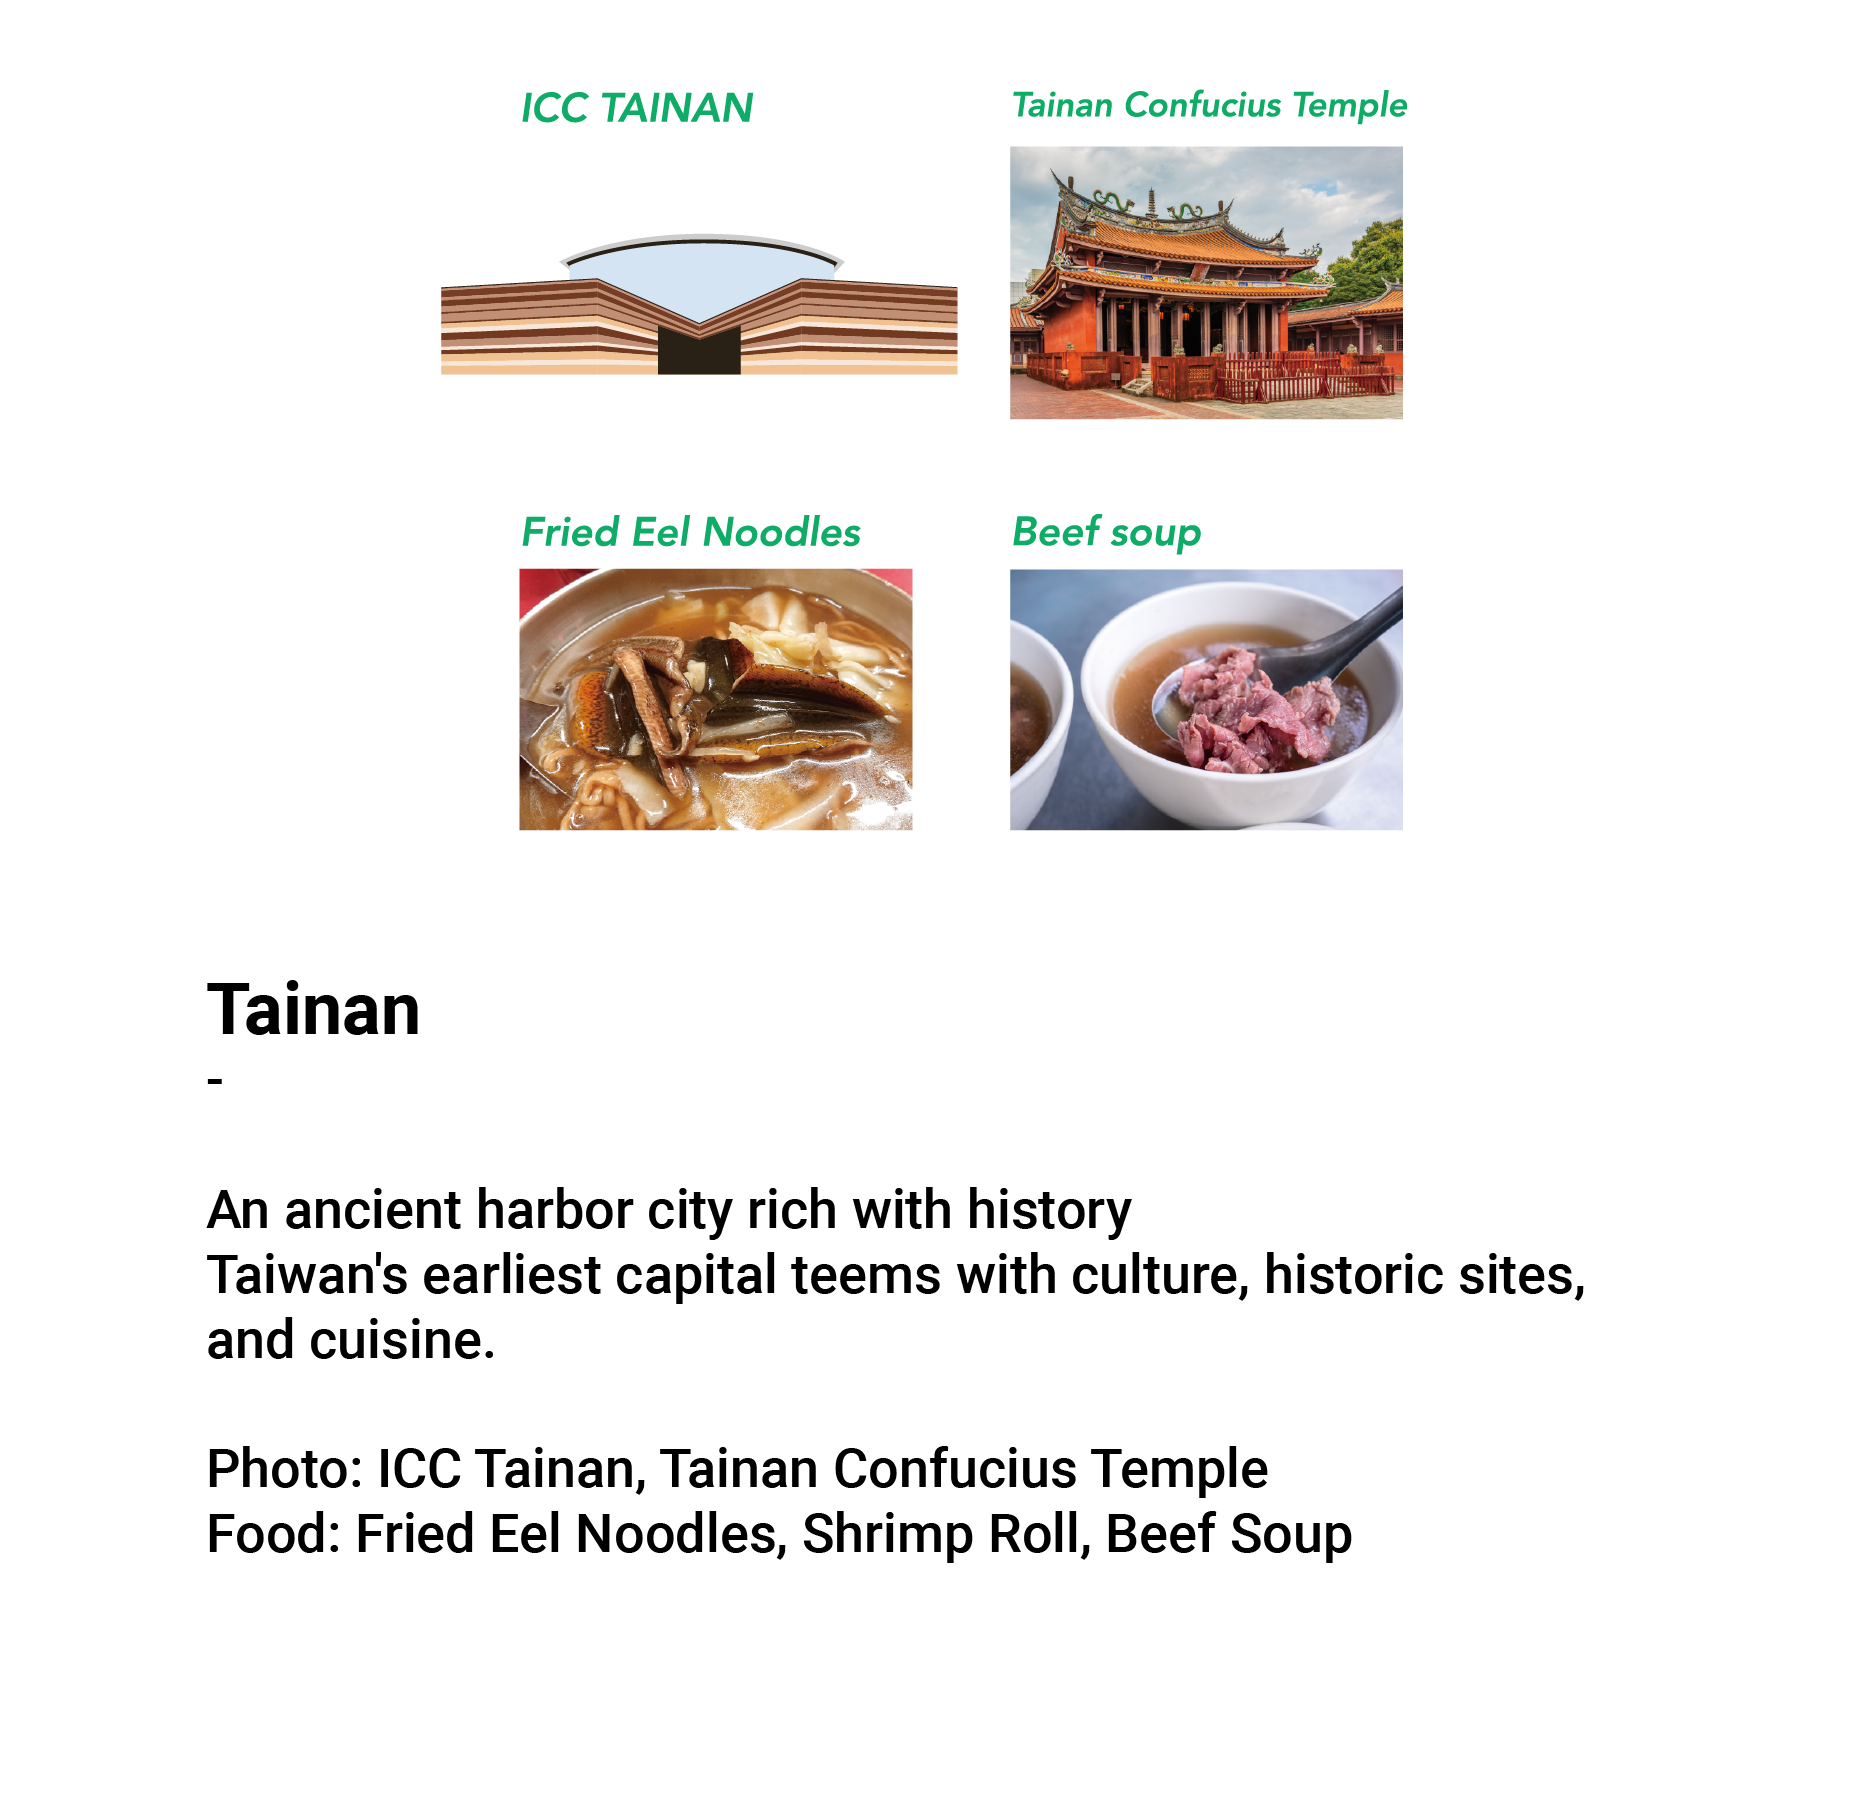 ICC TAINAN
Tainan Confucius Temple
Fried Eel Noodles
Beef soup
Tainan
-
An ancient harbor city rich with history
Taiwan's earliest capital teems with culture, historic sites,
and cuisine.
Photo: ICC Tainan, Tainan Confucius Temple
Food: Fried Eel Noodles, Shrimp Roll, Beef Soup